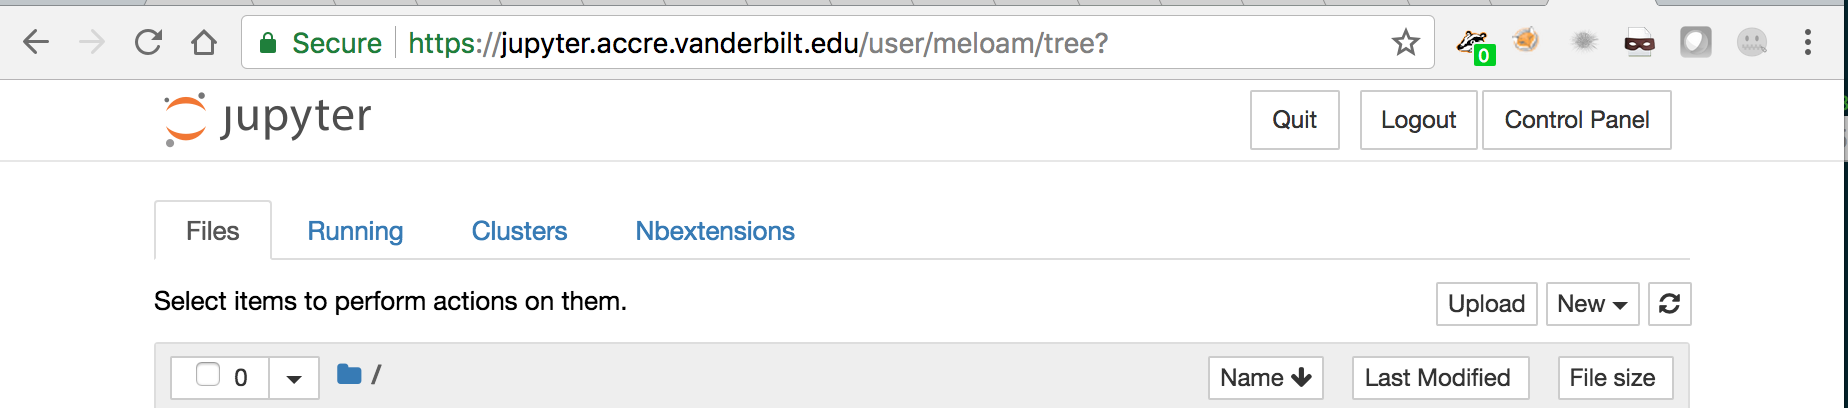 Secure https://jupyter.accre.vanderbilt.edu/user/meloam/tree? 0
jupyter Quit Logout Control Panel
Files Running Clusters Nbextensions
Select items to perform actions on them. Upload New
0 / Name Last Modified File size